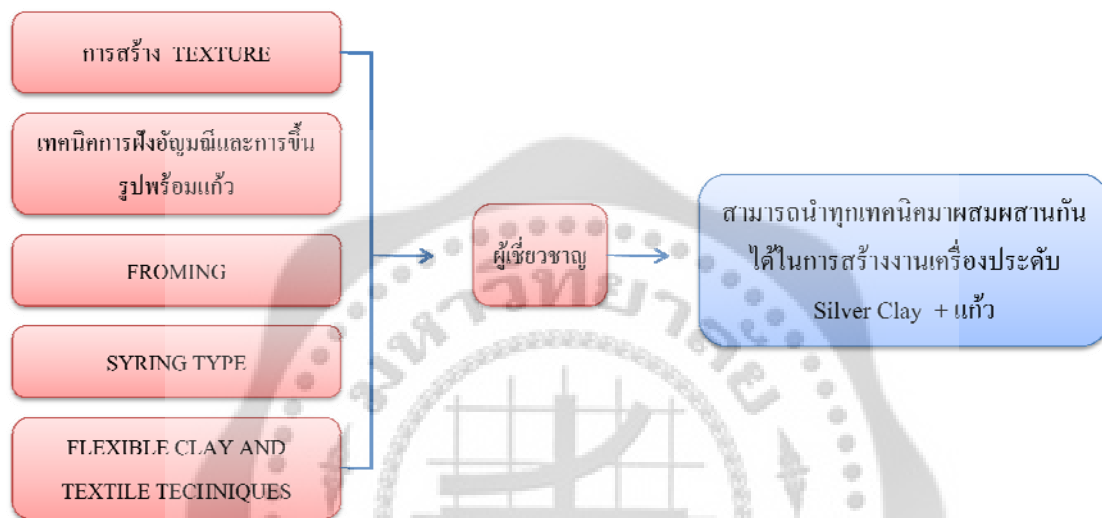 การสร้าง TEXTURE
เทคนิคการฝังอัญมณีและการขึ้น
รูปพร้อมแก้ว
FROMING
SYRING TYPE
FLEXIBLE CLAY AND
TEXTILE TECHNIQUES
ผู้เชี่ยวชาญ
สามารถนำทุกเทคนิคมาผสมผสานกัน
ได้ในการสร้างงานเครื่องประดับ
Silver Clay + แก้ว